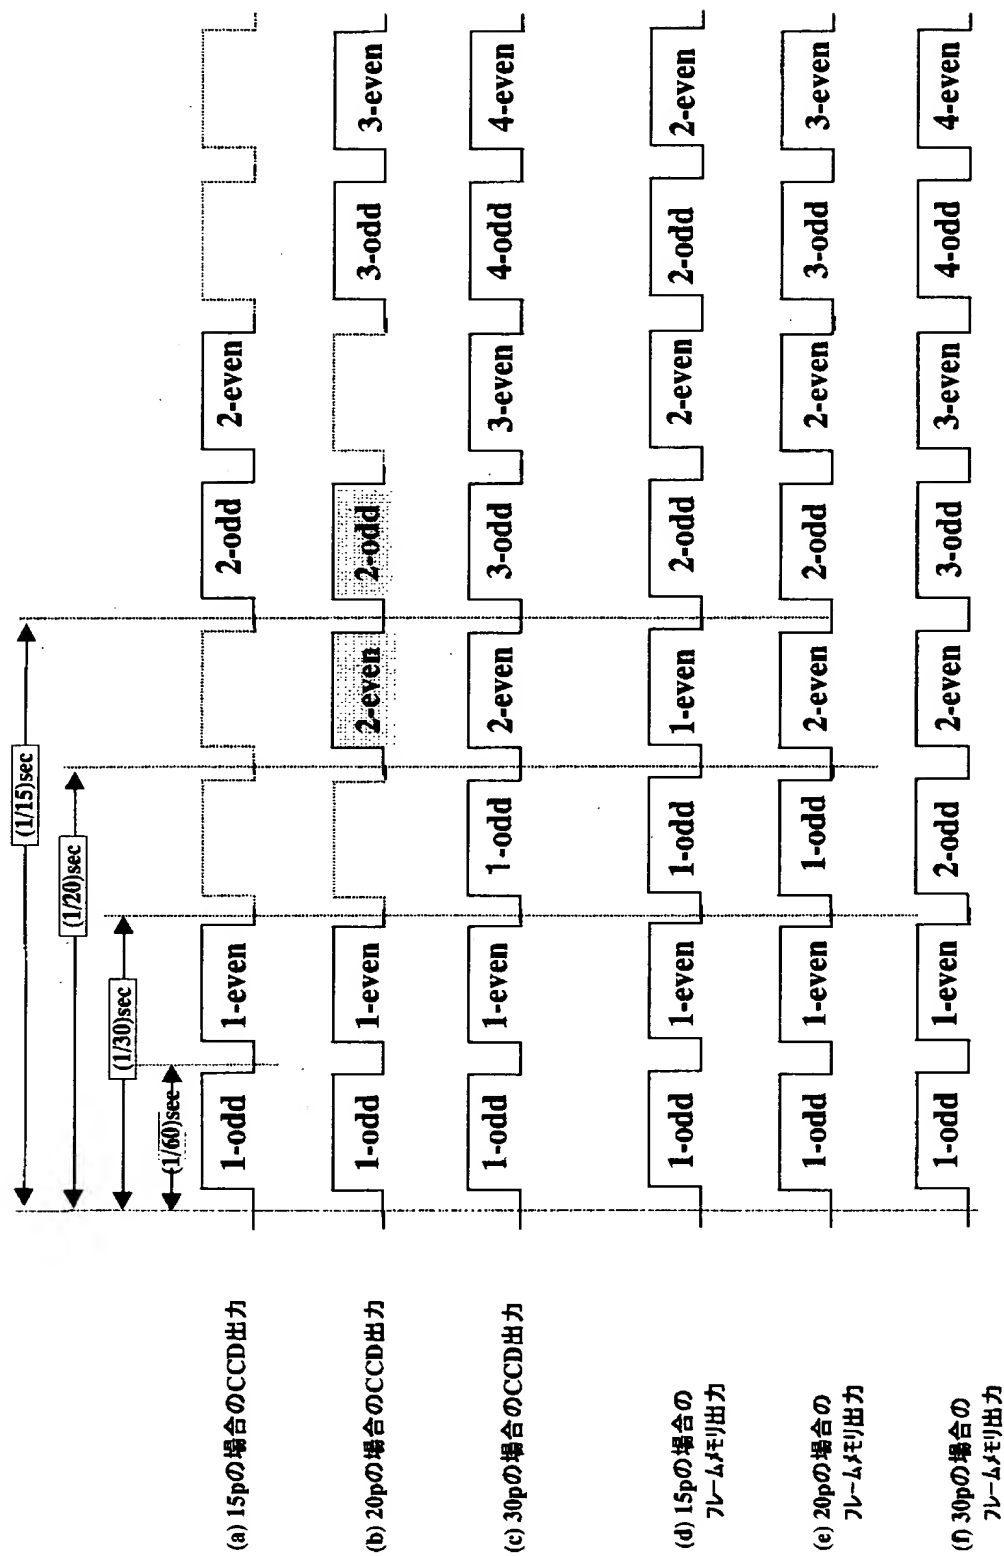 (1/15)sec
(1/20)sec
(1/30)sec
(1/60)sec
(a) 15pの場合のCCD出力 1-odd 1-even 2-odd 2-even
(b) 20pの場合のCCD出力 1-odd 1-even 2-even 2-odd 3-odd 3-even
(c) 30pの場合のCCD出力 1-odd 1-even 1-odd 2-even 3-odd 3-even 4-odd 4-even
(d) 15pの場合の
フレームメモリ出力 1-odd 1-even 1-odd 1-even 2-odd 2-even 2-odd 2-even
(e) 20pの場合の
フレームメモリ出力 1-odd 1-even 1-odd 2-even 2-odd 2-even 3-odd 3-even
(f) 30pの場合の
フレームメモリ出力 1-odd 1-even 2-odd 2-even 3-odd 3-even 4-odd 4-even